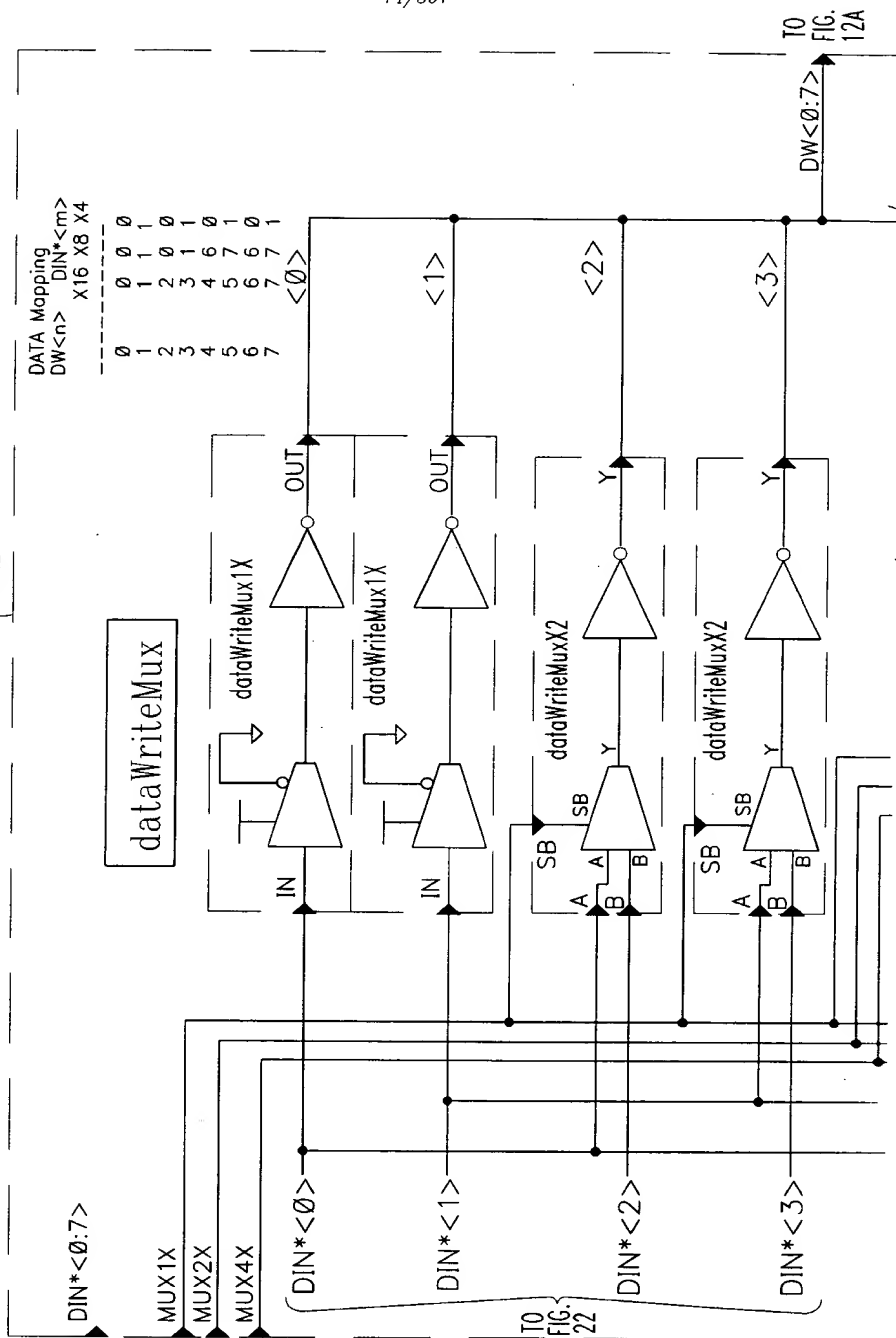 DIN*<0:7>
MUX1X
MUX2X
MUX4X
dataWriteMux
DATA Mapping
DW<n> DIN*<m>
X16 X8 X4
0 0 0 0
1 1 1 1
2 2 0 0
3 3 1 1
4 4 6 0
5 5 7 1
6 6 6 0
7 7 7 1
DIN*<0>
IN
dataWriteMux1X
OUT
<0>
DIN*<1>
IN
dataWriteMux1X
OUT
<1>
DIN*<2>
SB
SB
A
A
B
B
Y
dataWriteMuxX2
Y
<2>
DIN*<3>
SB
SB
A
A
B
B
Y
dataWriteMuxX2
Y
<3>
TO
FIG.
22
DW<0:7>
TO
FIG.
12A